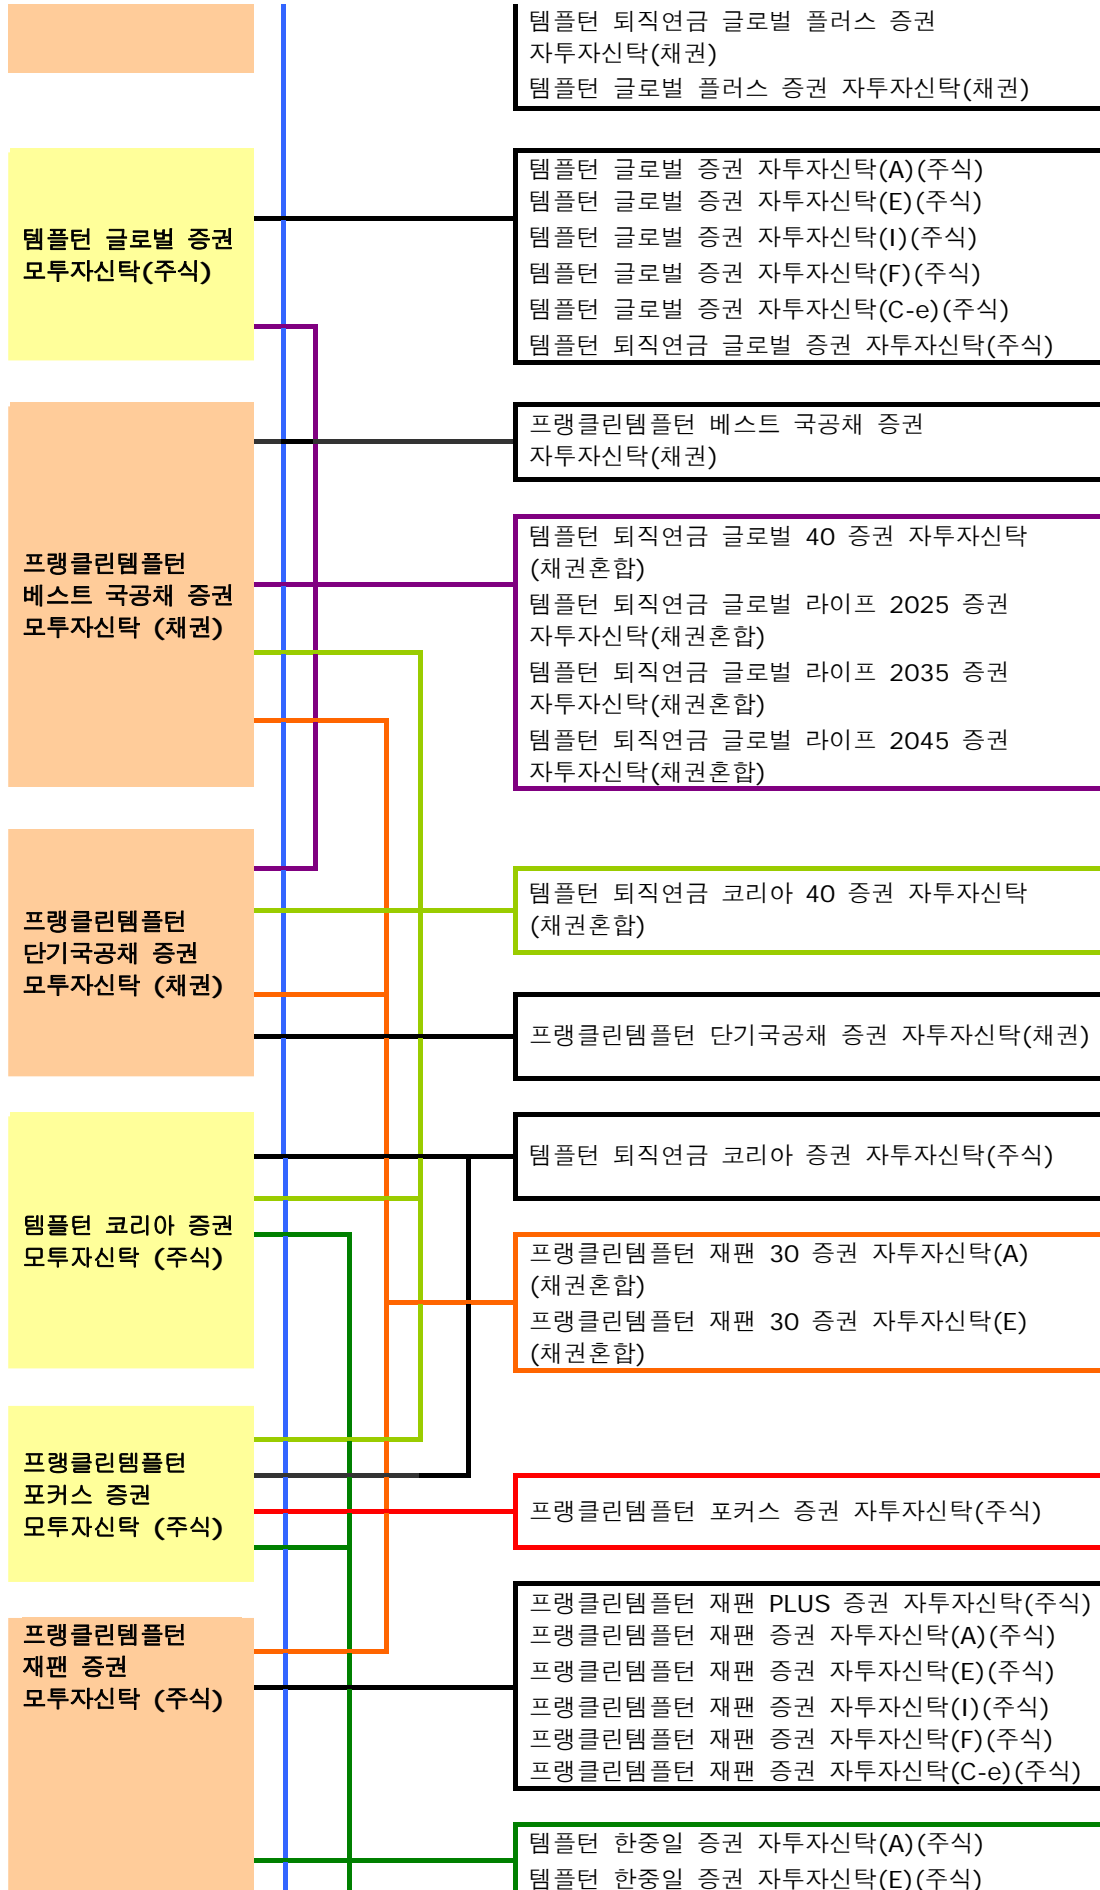 템플턴 퇴직연금 글로벌 플러스 증권
자투자신탁(채권)
템플턴 글로벌 플러스 증권 자투자신탁(채권)
템플턴 글로벌 증권
모투자신탁(주식)
템플턴 글로벌 증권 자투자신탁(A)(주식)
템플턴 글로벌 증권 자투자신탁(E)(주식)
템플턴 글로벌 증권 자투자신탁(I)(주식)
템플턴 글로벌 증권 자투자신탁(F)(주식)
템플턴 글로벌 증권 자투자신탁(C-e)(주식)
템플턴 퇴직연금 글로벌 증권 자투자신탁(주식)
프랭클린템플턴
베스트 국공채 증권
모투자신탁 (채권)
프랭클린템플턴 베스트 국공채 증권
자투자신탁(채권)
템플턴 퇴직연금 글로벌 40 증권 자투자신탁
(채권혼합)
템플턴 퇴직연금 글로벌 라이프 2025 증권
자투자신탁(채권혼합)
템플턴 퇴직연금 글로벌 라이프 2035 증권
자투자신탁(채권혼합)
템플턴 퇴직연금 글로벌 라이프 2045 증권
자투자신탁(채권혼합)
프랭클린템플턴
단기국공채 증권
모투자신탁 (채권)
템플턴 퇴직연금 코리아 40 증권 자투자신탁
(채권혼합)
프랭클린템플턴 단기국공채 증권 자투자신탁(채권)
템플턴 코리아 증권
모투자신탁 (주식)
템플턴 퇴직연금 코리아 증권 자투자신탁(주식)
프랭클린템플턴 재팬 30 증권 자투자신탁(A)
(채권혼합)
프랭클린템플턴 재팬 30 증권 자투자신탁(E)
(채권혼합)
프랭클린템플턴
포커스 증권
모투자신탁 (주식)
프랭클린템플턴 포커스 증권 자투자신탁(주식)
프랭클린템플턴
재팬 증권
모투자신탁 (주식)
프랭클린템플턴 재팬 PLUS 증권 자투자신탁(주식)
프랭클린템플턴 재팬 증권 자투자신탁(A)(주식)
프랭클린템플턴 재팬 증권 자투자신탁(E)(주식)
프랭클린템플턴 재팬 증권 자투자신탁(I)(주식)
프랭클린템플턴 재팬 증권 자투자신탁(F)(주식)
프랭클린템플턴 재팬 증권 자투자신탁(C-e)(주식)
템플턴 한중일 증권 자투자신탁(A)(주식)
템플턴 한중일 증권 자투자신탁(E)(주식)